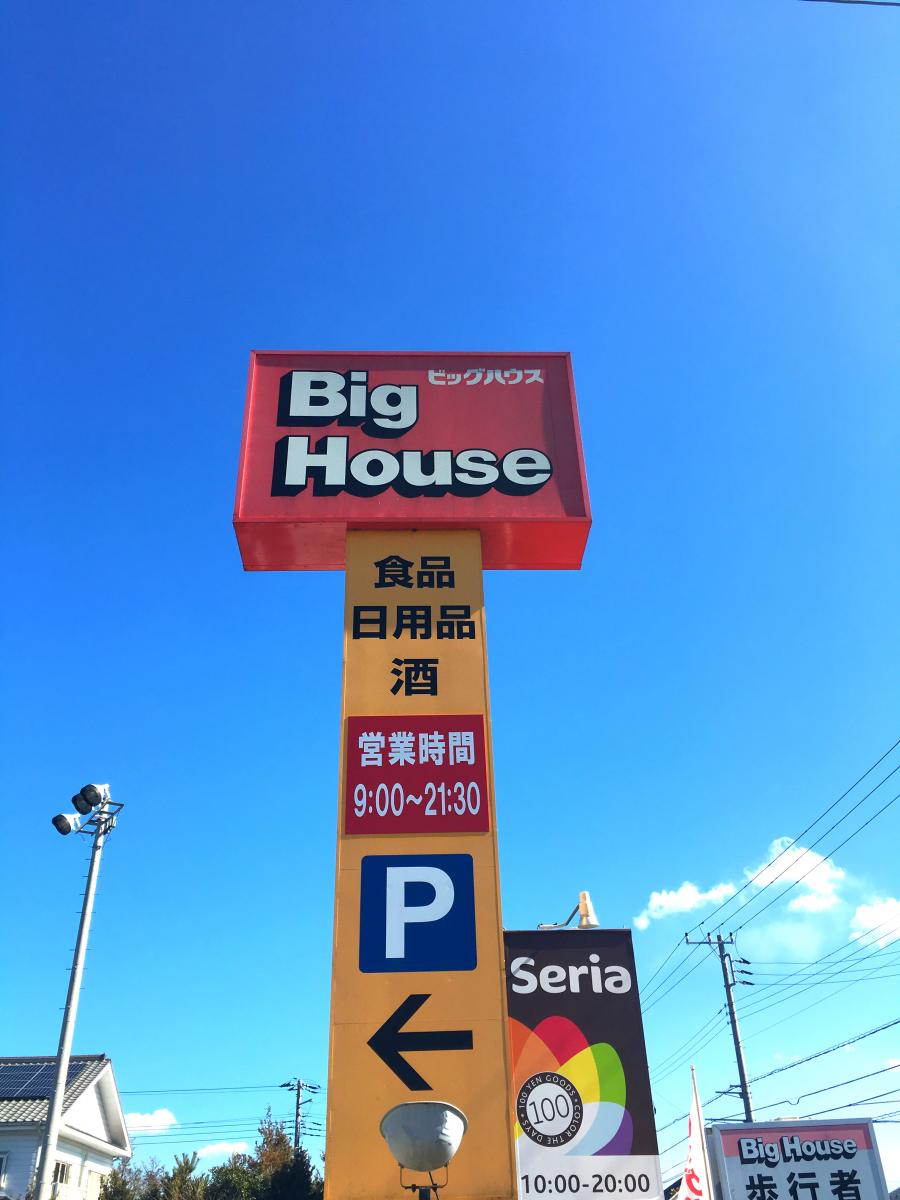 ビッグハウス
Big
House
食品
日用品
酒
営業時間
9:00~21:30
P
Seria
100 YEN GOODS • COLOR THE DAYS •
100
10:00-20:00
Big House
歩行者